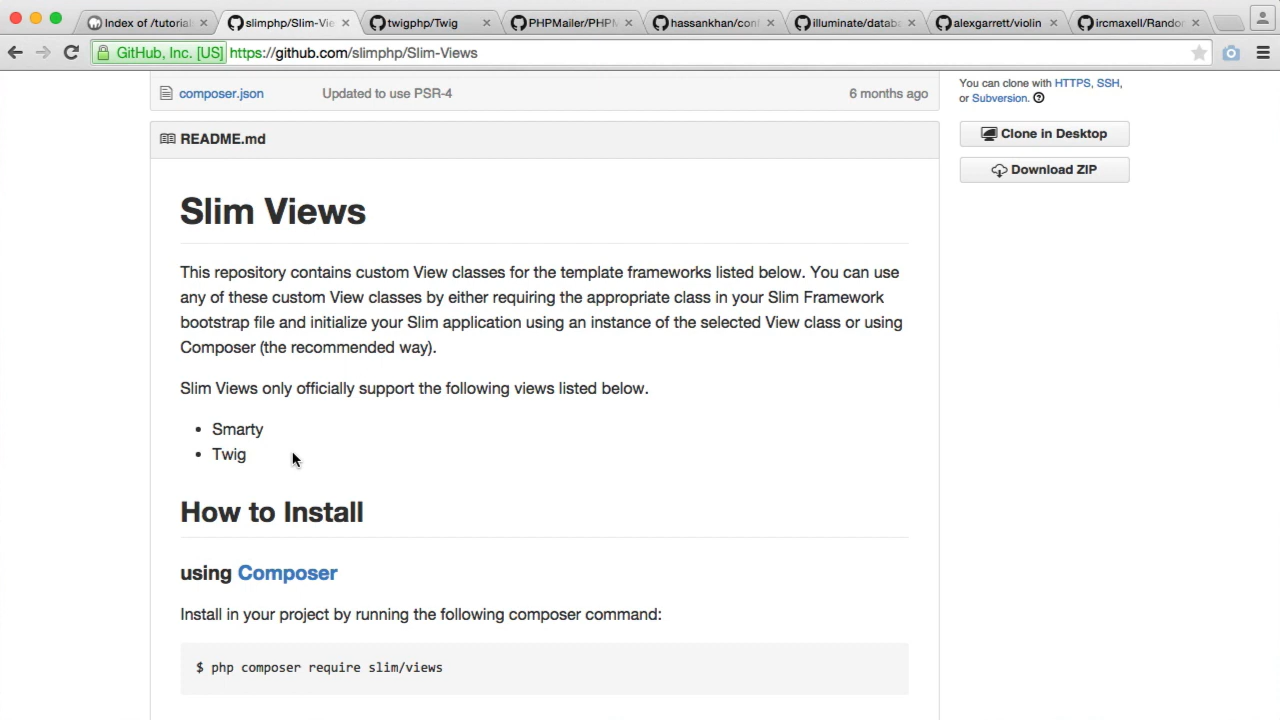 Index of /tutorial
slimphp/Slim-Vie
twigphp/Twig
PHPMailer/PHPM
hassankhan/conf
illuminate/databa
alexgarrett/violin
ircmaxell/Random
GitHub, Inc. [US] https://github.com/slimphp/Slim-Views
composer.json Updated to use PSR-4 6 months ago
You can clone with HTTPS, SSH,
or Subversion.
Clone in Desktop
Download ZIP
README.md
Slim Views
This repository contains custom View classes for the template frameworks listed below. You can use
any of these custom View classes by either requiring the appropriate class in your Slim Framework
bootstrap file and initialize your Slim application using an instance of the selected View class or using
Composer (the recommended way).
Slim Views only officially support the following views listed below.
• Smarty
• Twig
How to Install
using Composer
Install in your project by running the following composer command:
$ php composer require slim/views